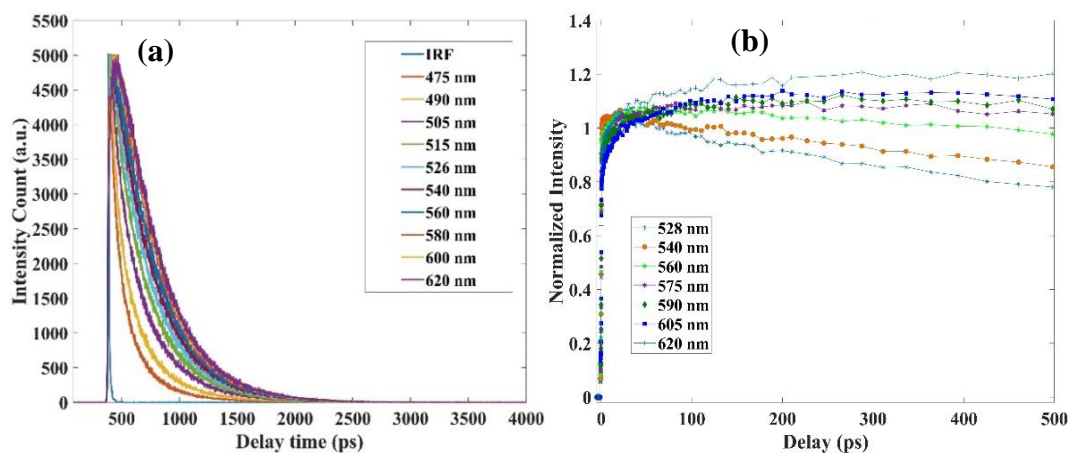 (a)
5500
5000
4500
4000
3500
3000
2500
2000
1500
1000
500
0
Intensity Count (a.u.)
500 1000 1500 2000 2500 3000 3500 4000
Delay time (ps)
IRF
475 nm
490 nm
505 nm
515 nm
526 nm
540 nm
560 nm
580 nm
600 nm
620 nm
(b)
1.4
1.2
1
0.8
0.6
0.4
0.2
0
Normalized Intensity
0 100 200 300 400 500
Delay (ps)
528 nm
540 nm
560 nm
575 nm
590 nm
605 nm
620 nm